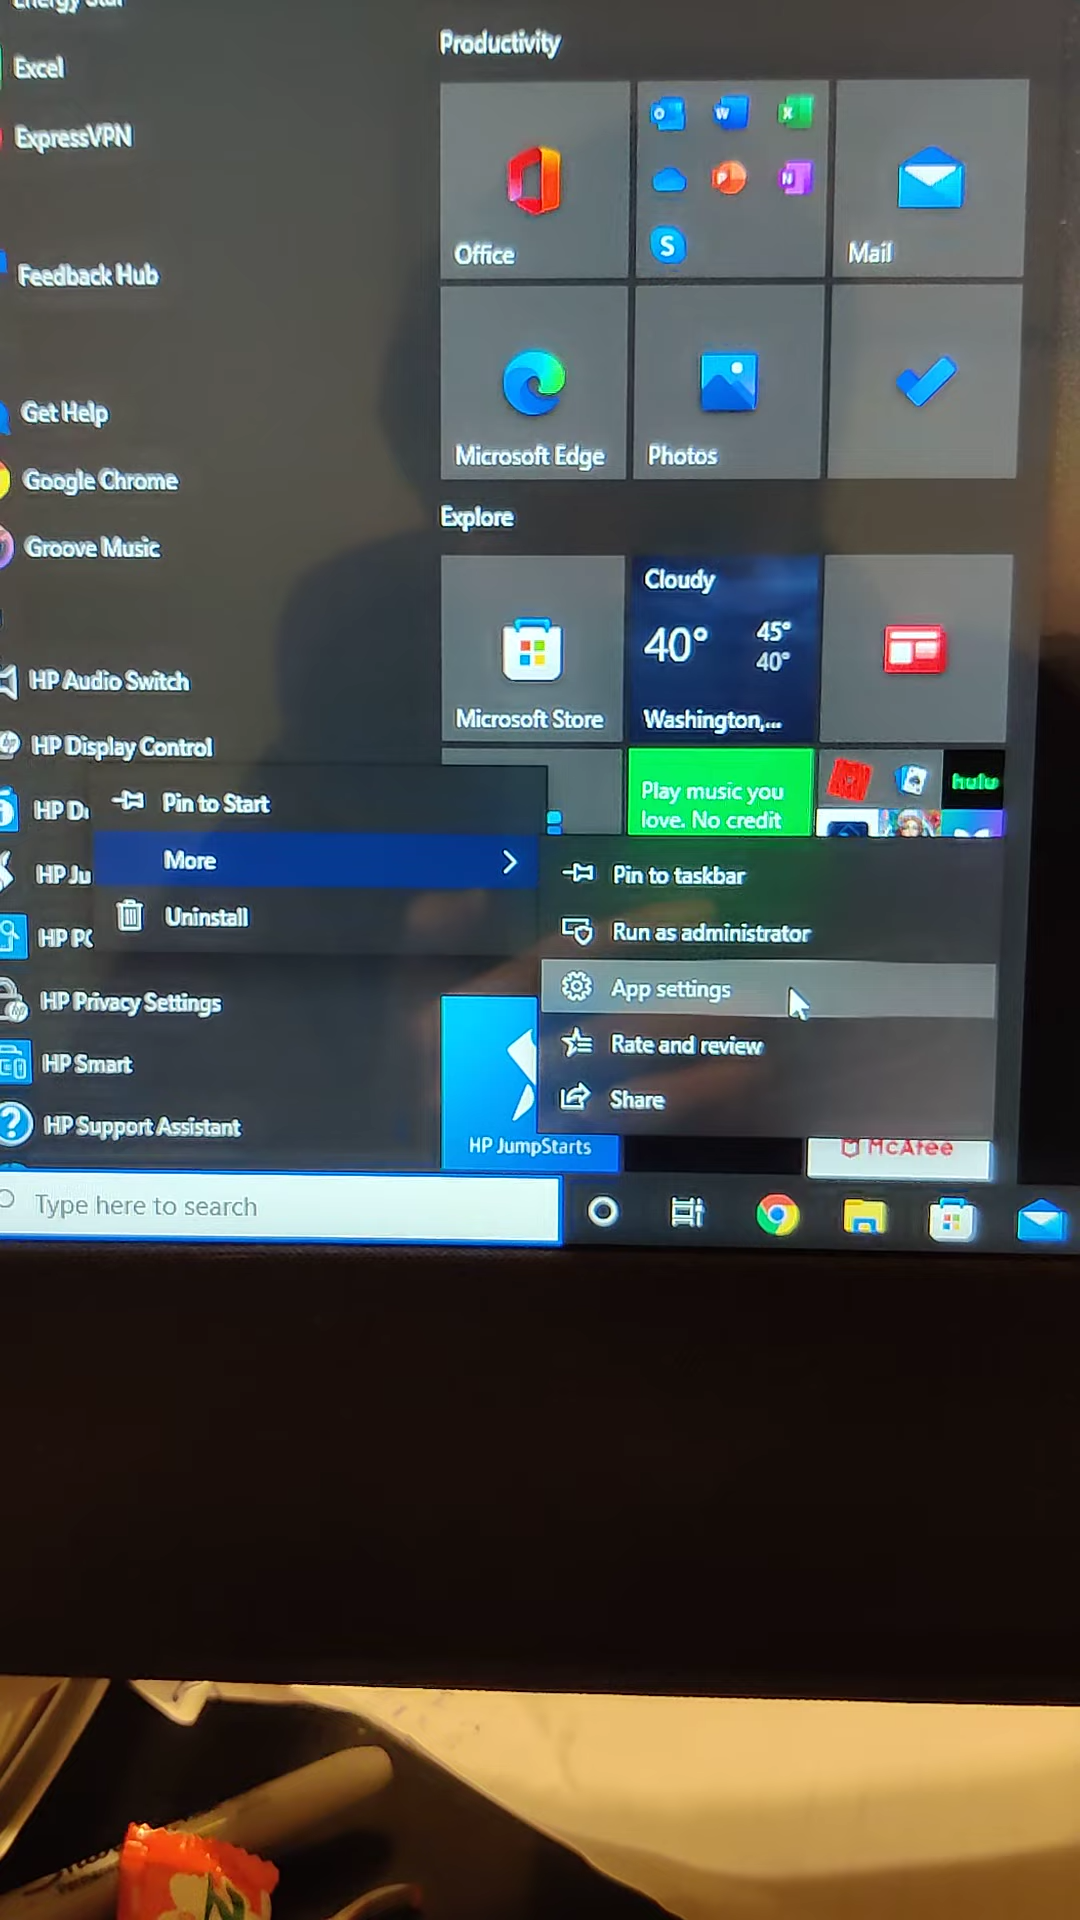 Excel
ExpressVPN
Feedback Hub
Get Help
Google Chrome
Groove Music
HP Audio Switch
HP Display Control
HP
HP
HP
HP Privacy Settings
HP Smart
HP Support Assistant
Pin to Start
More
Uninstall
Productivity
Office
Mail
Microsoft Edge
Photos
Explore
Microsoft Store
Cloudy
40°
45°
40°
Washington,...
Play music you
love. No credit
hulu
Pin to taskbar
Run as administrator
App settings
Rate and review
Share
HP JumpStarts
McAfee
Type here to search